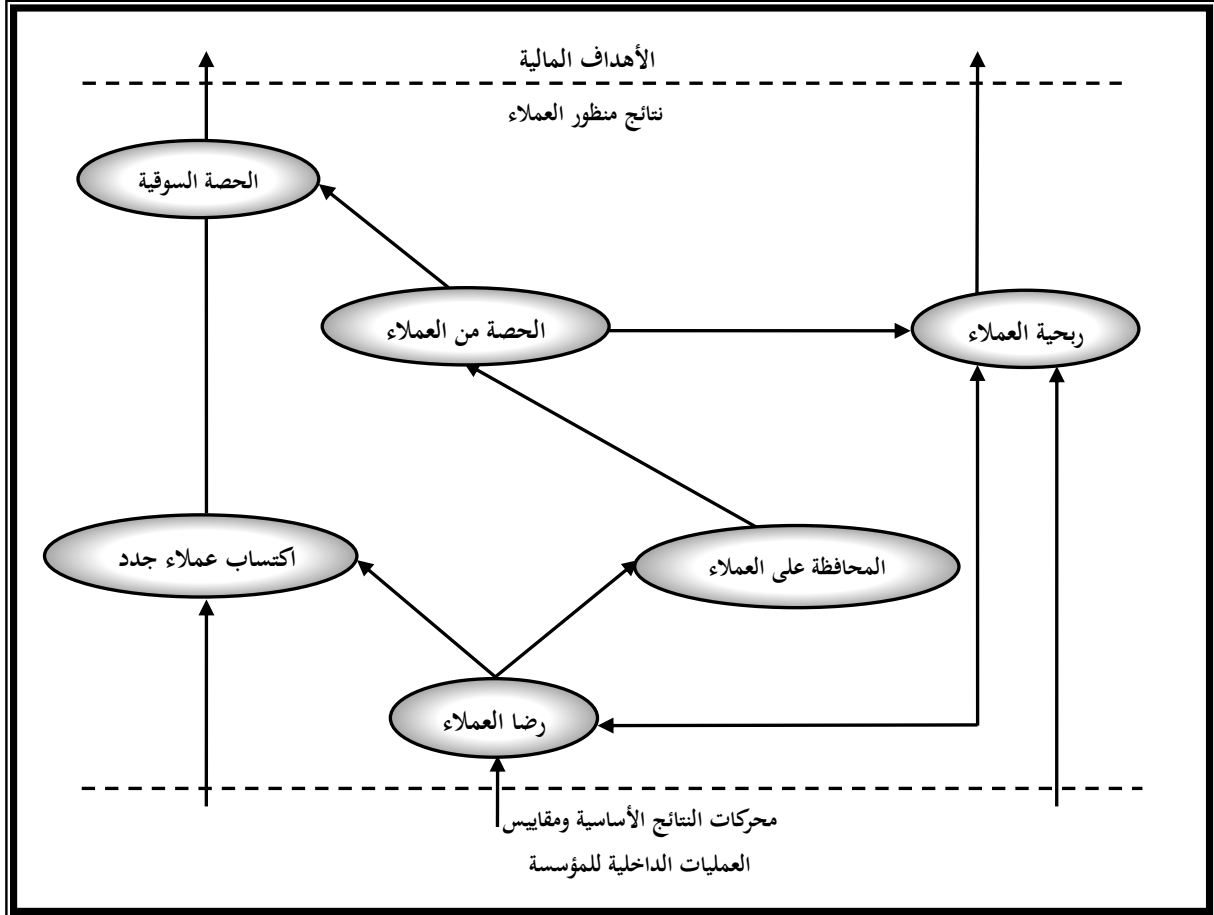 الأهداف المالية
نتائج منظور العملاء
الحصة السوقية
الحصة من العملاء
ربحية العملاء
اكتساب عملاء جدد
المحافظة على العملاء
رضا العملاء
محركات النتائج الأساسية ومقاييس
العمليات الداخلية للمؤسسة